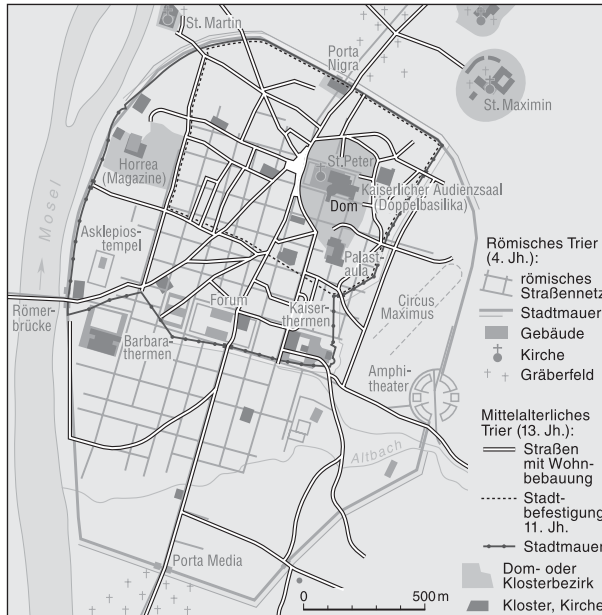 St. Martin
Porta
Nigra
St. Maximin
St. Peter
Horrea
(Magazine)
Kaiserlicher Audienzsaal
(Doppelbasilika)
Dom
Mosel
Asklepios-
tempel
Palast-
aula
Römer-
brücke
Forum
Kaiser-
thermen
Circus
Maximus
Barbara-
thermen
Amphi-
theater
Altbach
Porta Media
0 500 m
Römisches Trier
(4. Jh.):
römisches
Straßennetz
Stadtmauer
Gebäude
Kirche
Gräberfeld
Mittelalterliches
Trier (13. Jh.):
Straßen
mit Wohn-
bebauung
Stadt-
befestigung
11. Jh.
Stadtmauer
Dom- oder
Klosterbezirk
Kloster, Kirche